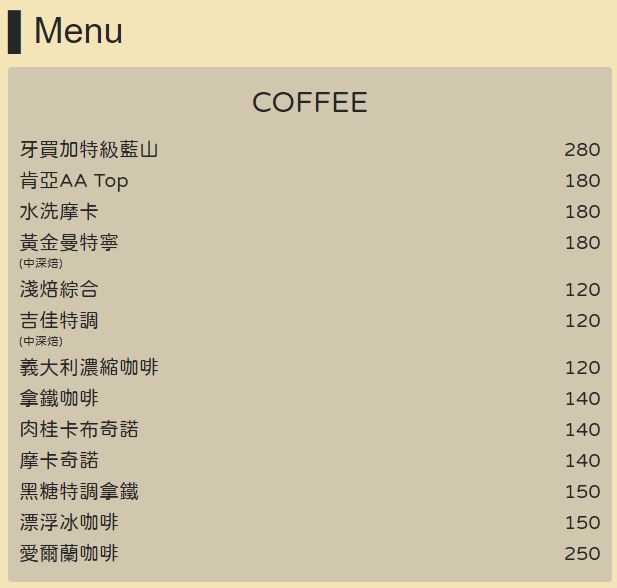 Menu
COFFEE
牙買加特級藍山 280
肯亞AA Top 180
水洗摩卡 180
黃金曼特寧 180
(中深焙)
淺焙綜合 120
吉佳特調 120
(中深焙)
義大利濃縮咖啡 120
拿鐵咖啡 140
肉桂卡布奇諾 140
摩卡奇諾 140
黑糖特調拿鐵 150
漂浮冰咖啡 150
愛爾蘭咖啡 250